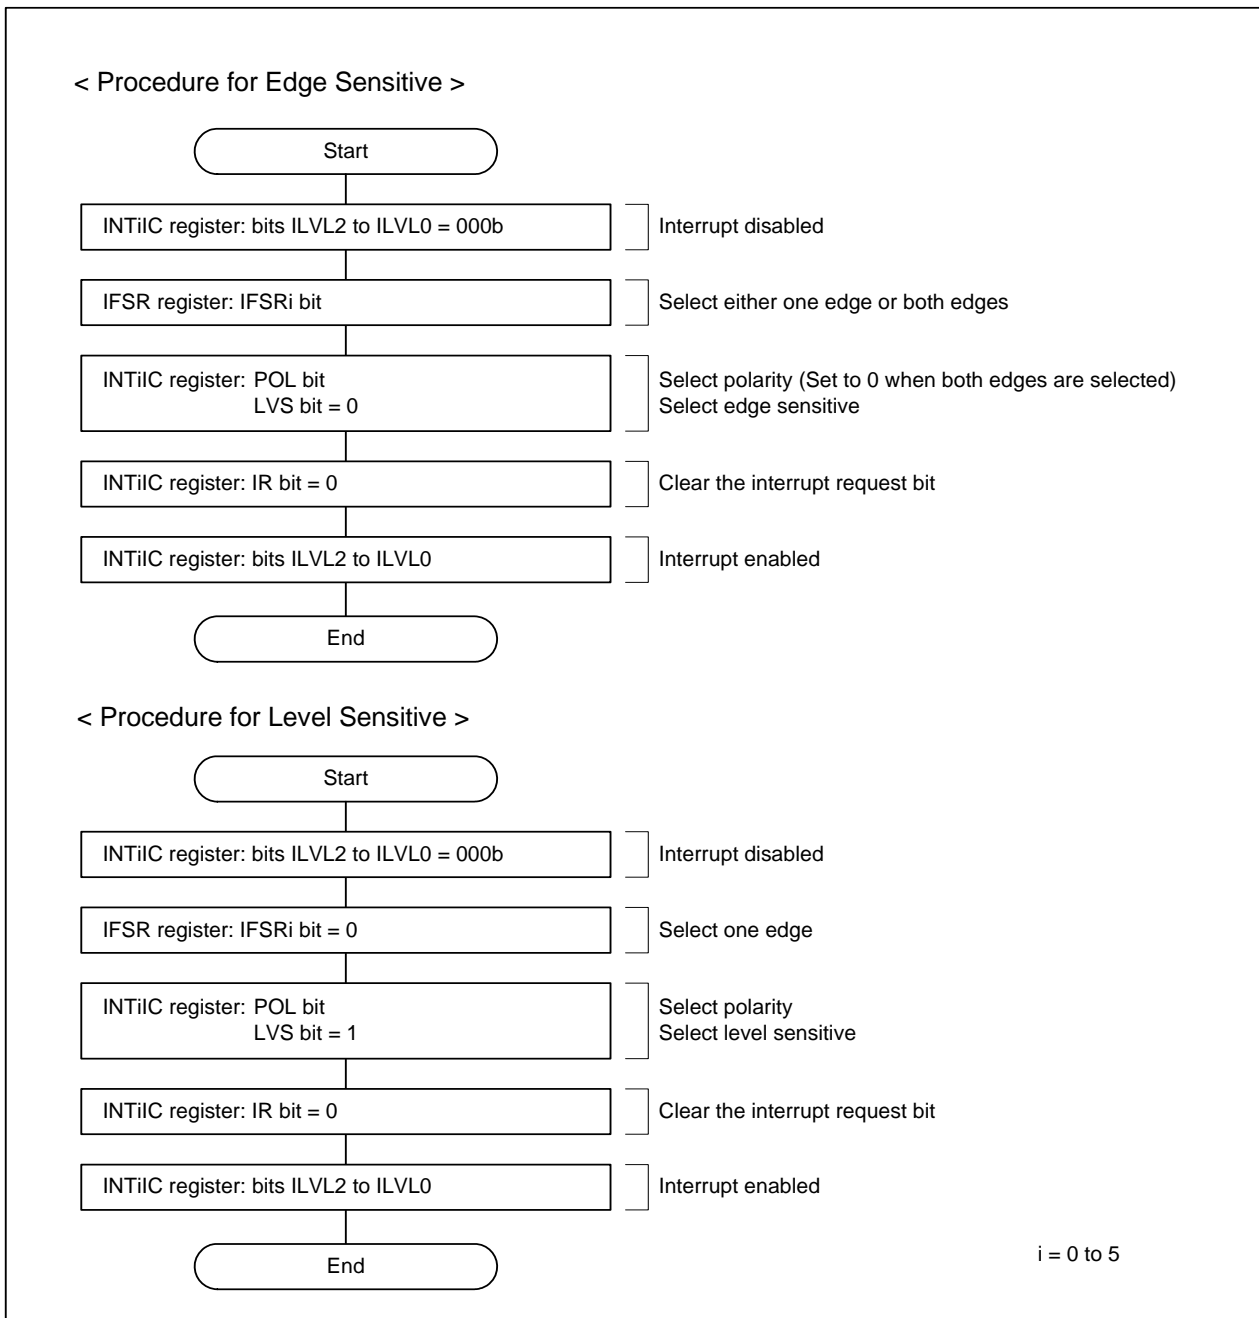 < Procedure for Edge Sensitive >
Start
INTiIC register: bits ILVL2 to ILVL0 = 000b
Interrupt disabled
IFSR register: IFSRi bit
Select either one edge or both edges
INTiIC register: POL bit
LVS bit = 0
Select polarity (Set to 0 when both edges are selected)
Select edge sensitive
INTiIC register: IR bit = 0
Clear the interrupt request bit
INTiIC register: bits ILVL2 to ILVL0
Interrupt enabled
End
< Procedure for Level Sensitive >
Start
INTiIC register: bits ILVL2 to ILVL0 = 000b
Interrupt disabled
IFSR register: IFSRi bit = 0
Select one edge
INTiIC register: POL bit
LVS bit = 1
Select polarity
Select level sensitive
INTiIC register: IR bit = 0
Clear the interrupt request bit
INTiIC register: bits ILVL2 to ILVL0
Interrupt enabled
End
i = 0 to 5